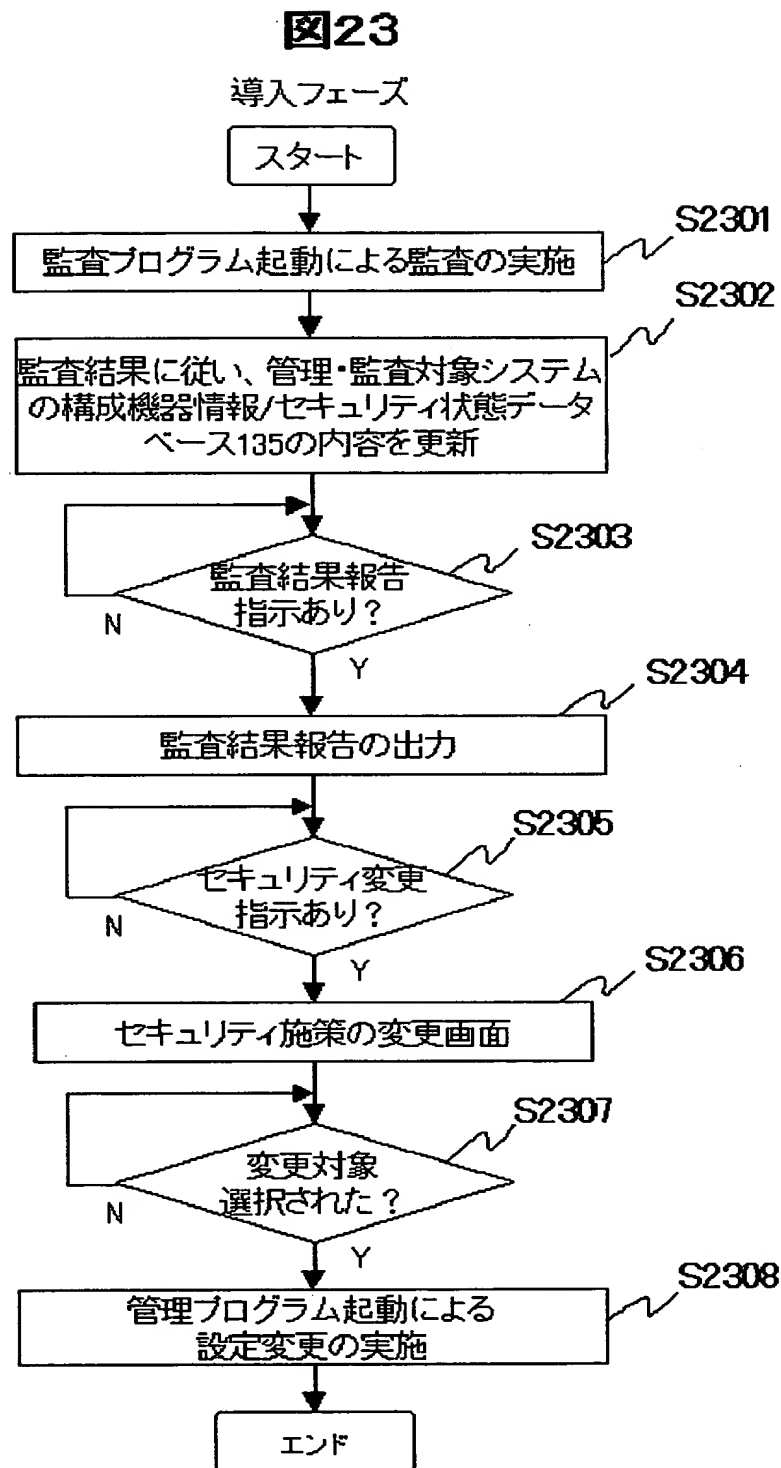 図23
導入フェーズ
スタート
S2301
監査プログラム起動による監査の実施
S2302
監査結果に従い、管理・監査対象システム
の構成機器情報/セキュリティ状態データ
ベース135の内容を更新
S2303
監査結果報告
指示あり?
N
Y
S2304
監査結果報告の出力
S2305
セキュリティ変更
指示あり?
N
Y
S2306
セキュリティ施策の変更画面
S2307
変更対象
選択された?
N
Y
S2308
管理プログラム起動による
設定変更の実施
エンド